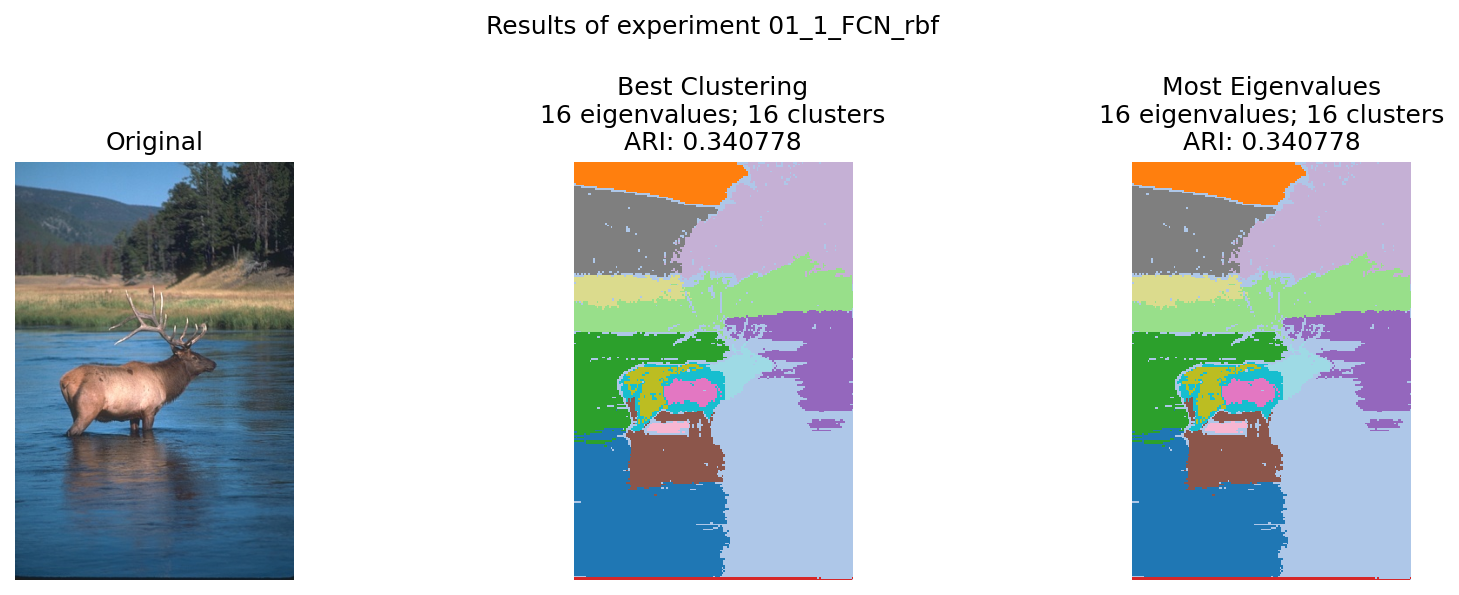 Results of experiment 01_1_FCN_rbf
Original
Best Clustering
16 eigenvalues; 16 clusters
ARI: 0.340778
Most Eigenvalues
16 eigenvalues; 16 clusters
ARI: 0.340778